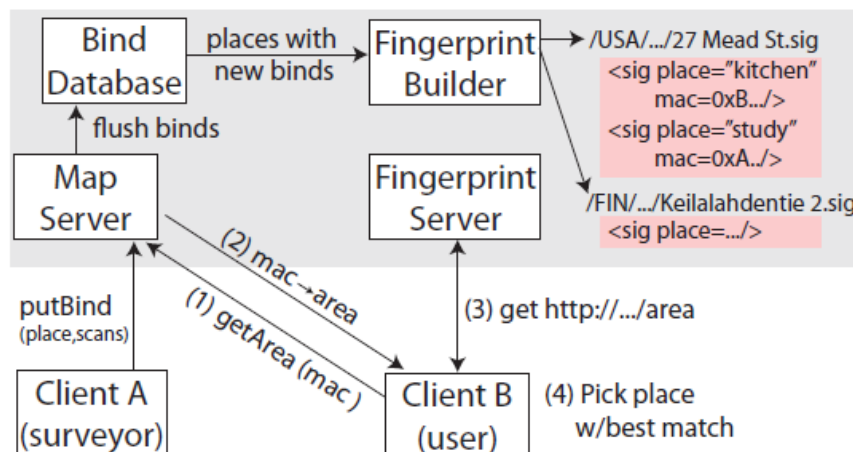 Bind
Database
places with
new binds
Fingerprint
Builder
/USA/.../27 Mead St.sig
<sig place="kitchen"
mac=0xB.../>
<sig place="study"
mac=0xA../>
flush binds
Map
Server
Fingerprint
Server
/FIN/.../Keilalahdentie 2.sig
<sig place=.../>
(2) mac→area
(1) getArea (mac)
putBind
(place,scans)
(3) get http://.../area
Client A
(surveyor)
Client B
(user)
(4) Pick place
w/best match